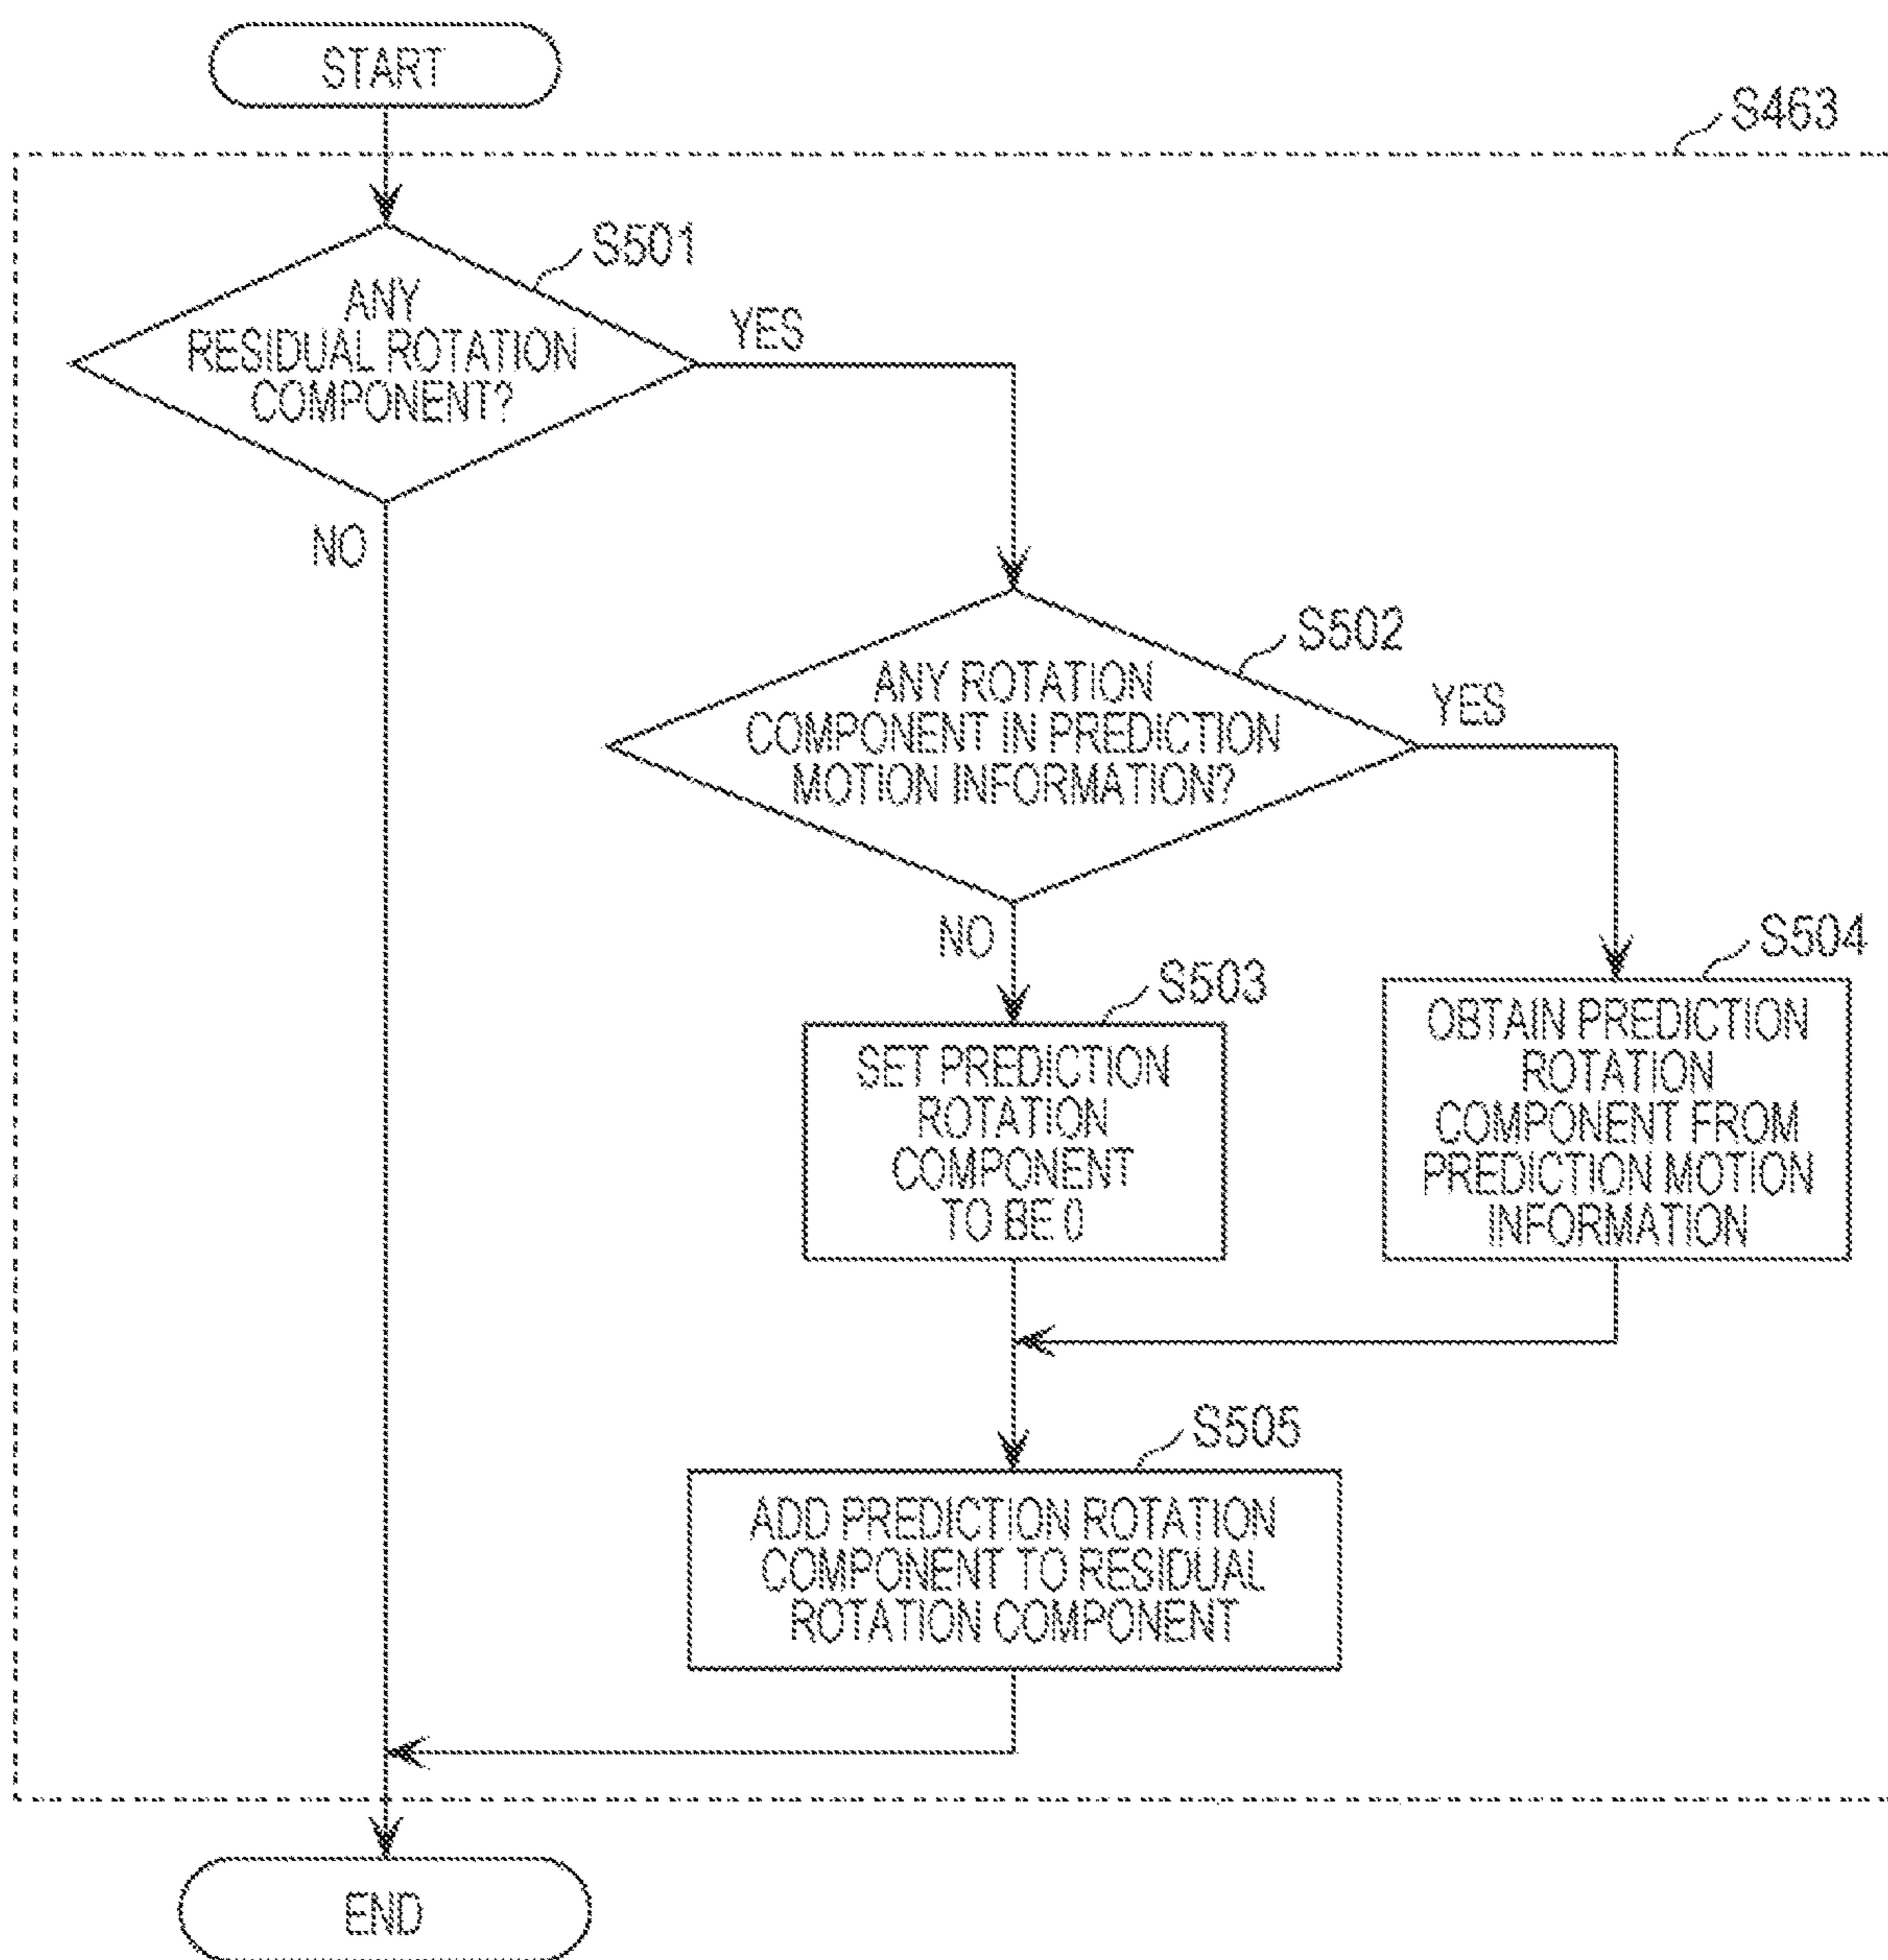 START
S463
S501
ANY
RESIDUAL ROTATION
COMPONENT?
YES
NO
S502
ANY ROTATION
COMPONENT IN PREDICTION
MOTION INFORMATION?
YES
NO
S503
SET PREDICTION
ROTATION
COMPONENT
TO BE 0
S504
OBTAIN PREDICTION
ROTATION
COMPONENT FROM
PREDICTION MOTION
INFORMATION
S505
ADD PREDICTION ROTATION
COMPONENT TO RESIDUAL
ROTATION COMPONENT
END